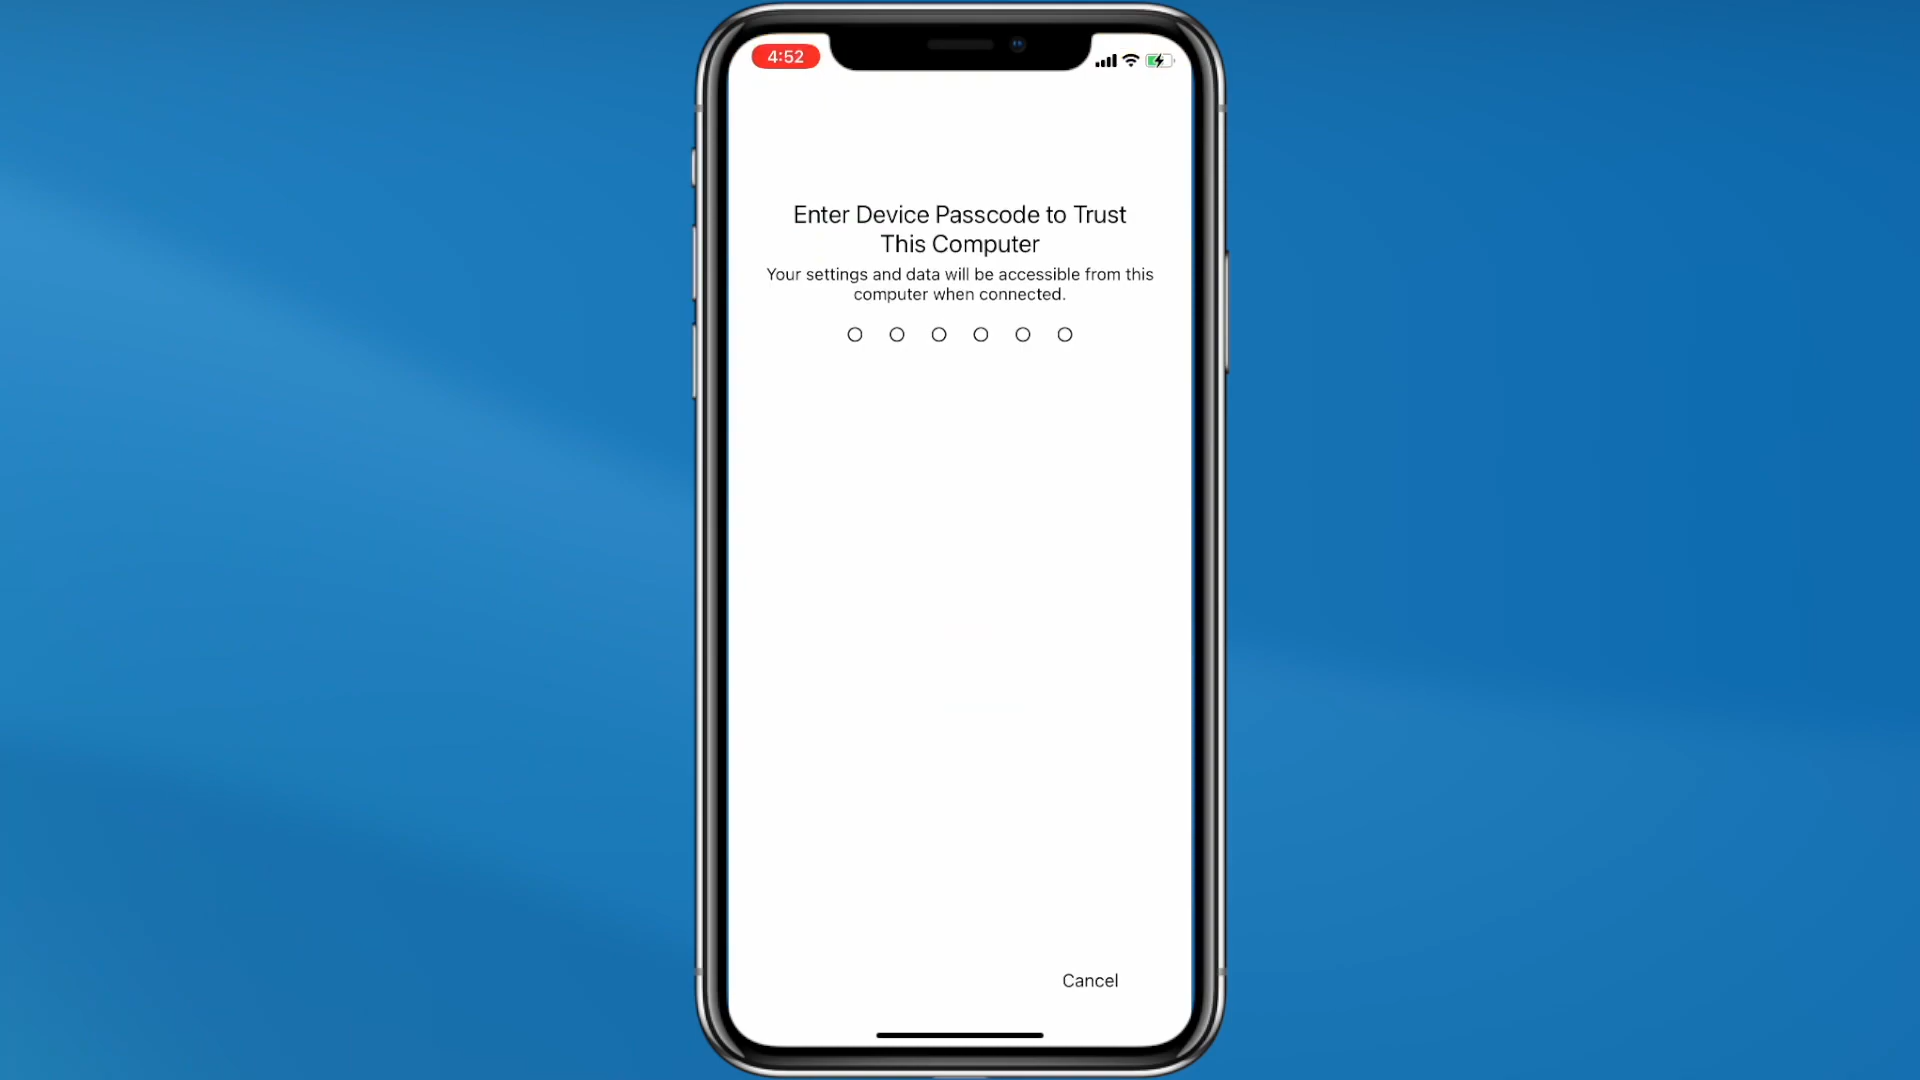 4:52
Enter Device Passcode to Trust
This Computer
Your settings and data will be accessible from this
computer when connected.
Cancel